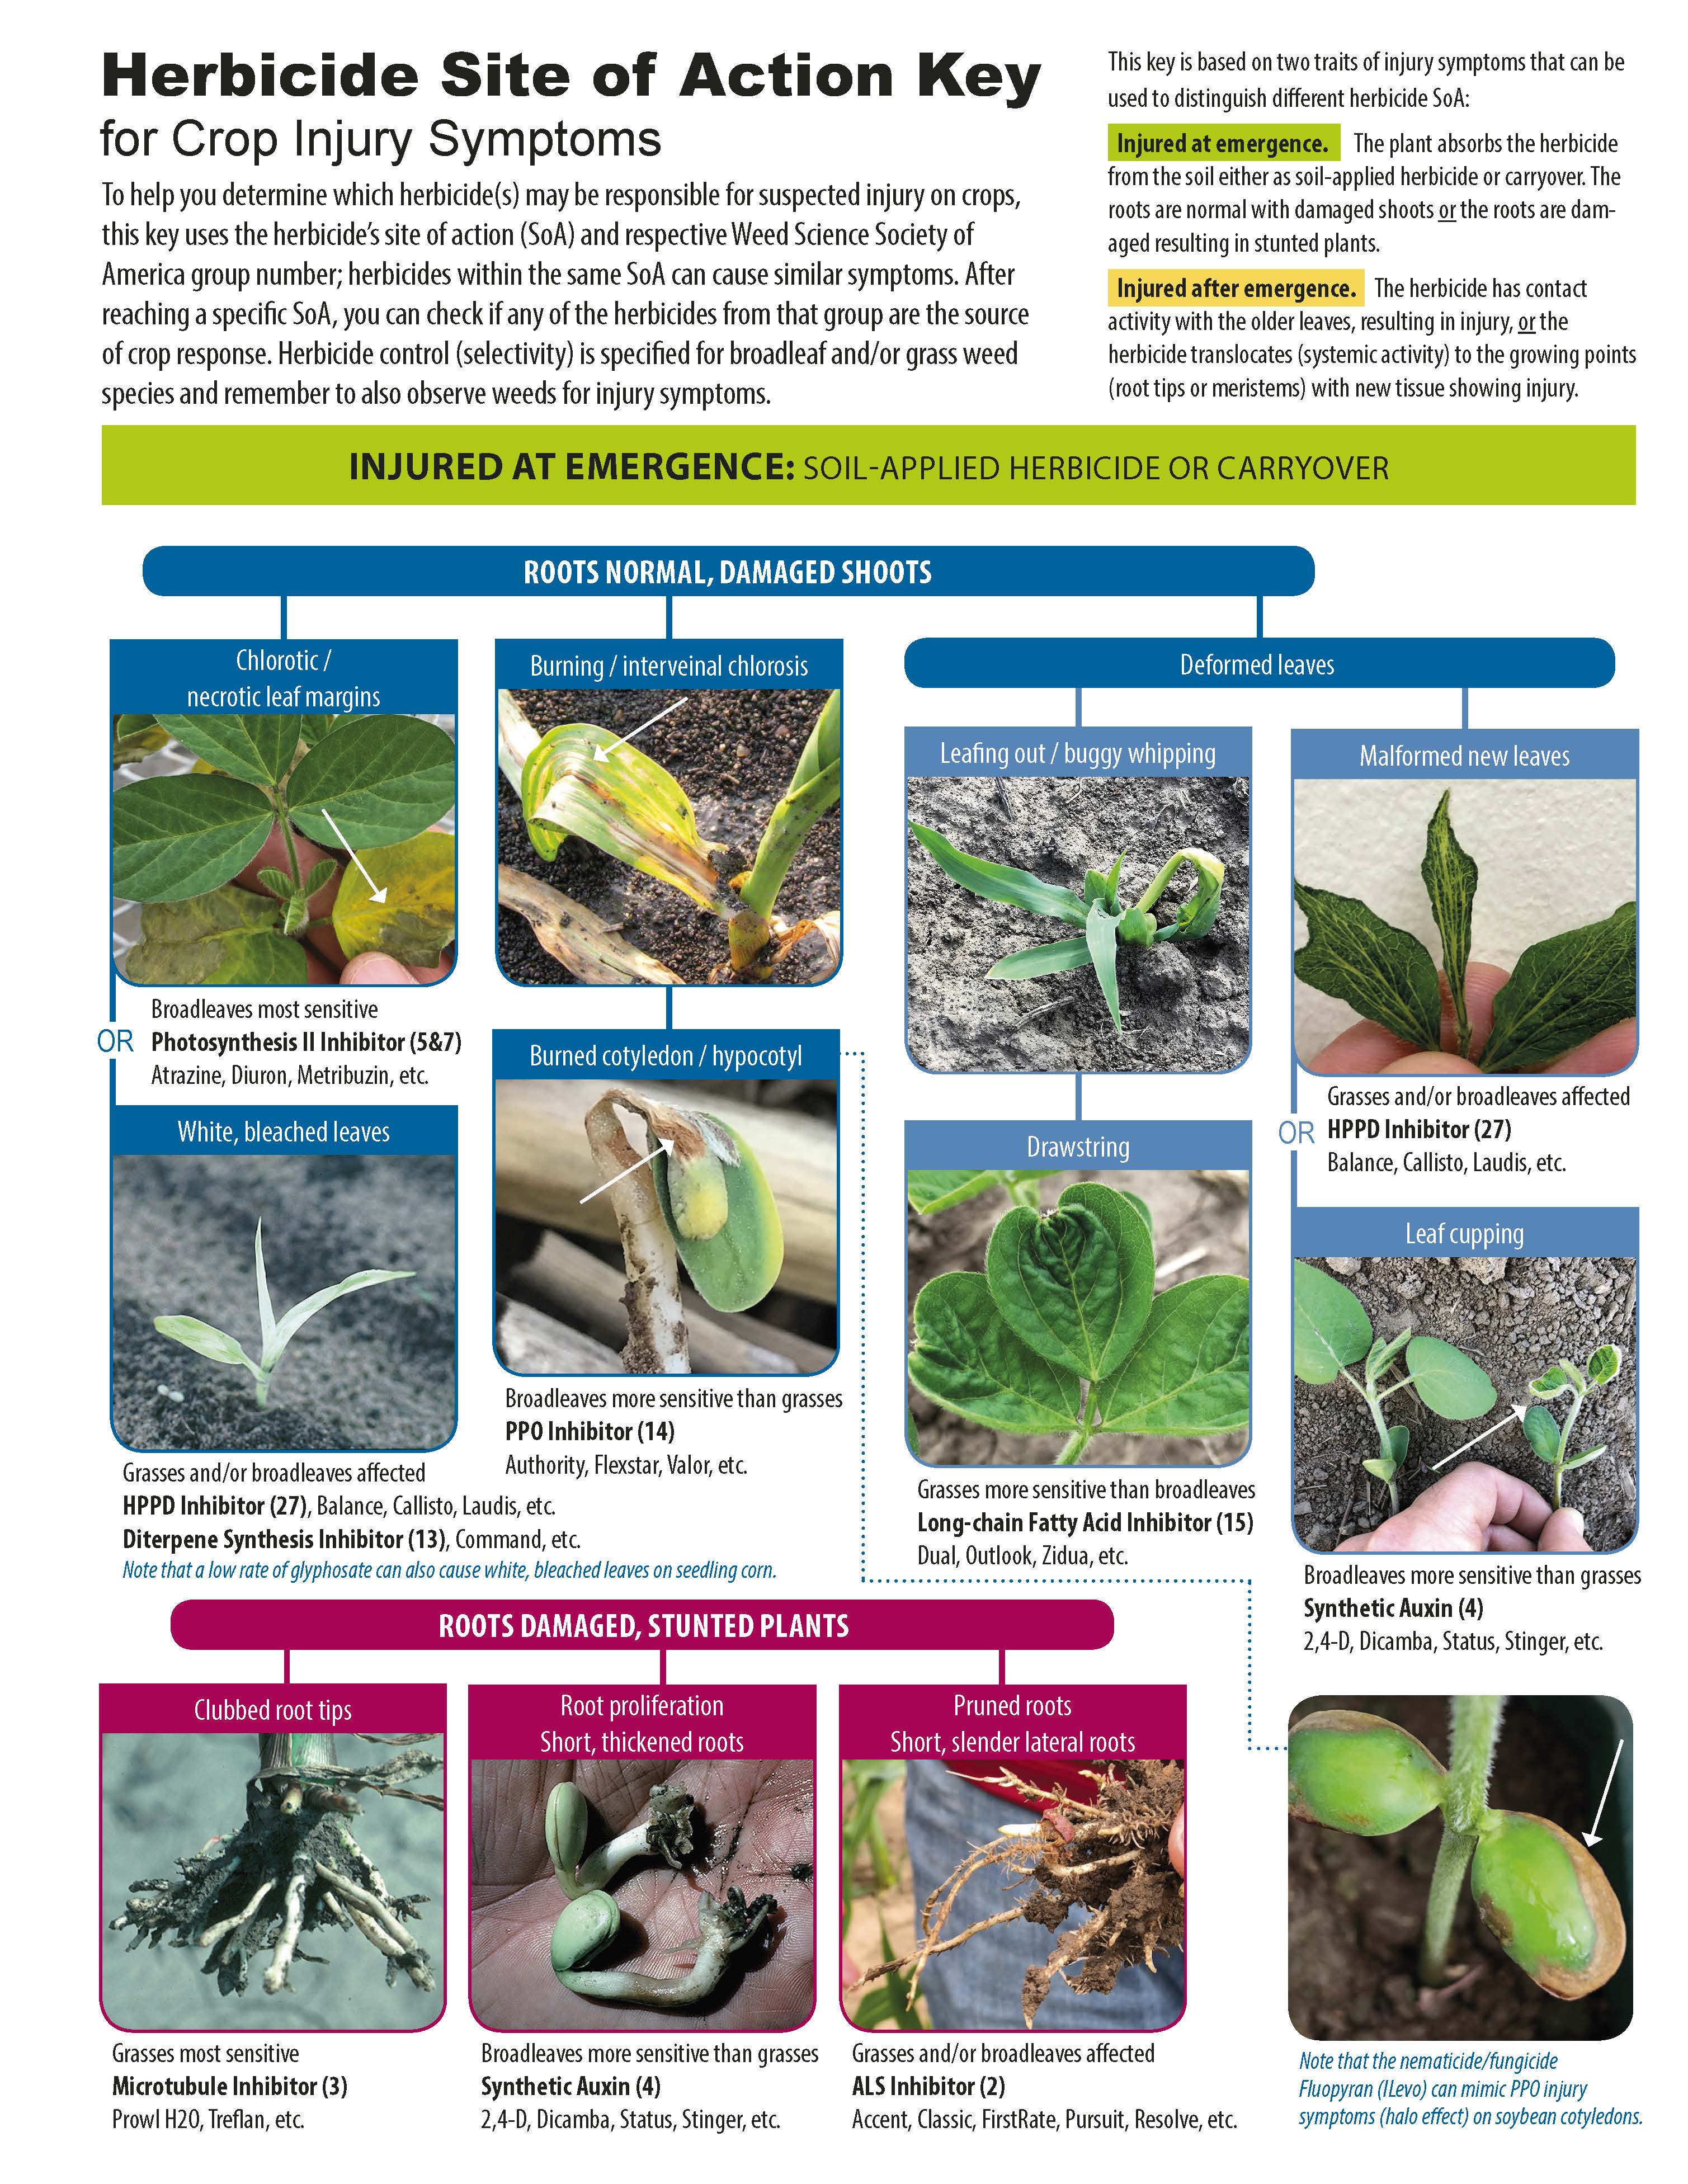 Herbicide Site of Action Key
for Crop Injury Symptoms
To help you determine which herbicide(s) may be responsible for suspected injury on crops,
this key uses the herbicide's site of action (SoA) and respective Weed Science Society of
America group number; herbicides within the same SoA can cause similar symptoms. After
reaching a specific SoA, you can check if any of the herbicides from that group are the source
of crop response. Herbicide control (selectivity) is specified for broadleaf and/or grass weed
species and remember to also observe weeds for injury symptoms.
This key is based on two traits of injury symptoms that can be
used to distinguish different herbicide SoA:
Injured at emergence. The plant absorbs the herbicide
from the soil either as soil-applied herbicide or carryover. The
roots are normal with damaged shoots or the roots are dam-
aged resulting in stunted plants.
Injured after emergence. The herbicide has contact
activity with the older leaves, resulting in injury, or the
herbicide translocates (systemic activity) to the growing points
(root tips or meristems) with new tissue showing injury.
INJURED AT EMERGENCE: SOIL-APPLIED HERBICIDE OR CARRYOVER
ROOTS NORMAL, DAMAGED SHOOTS
Chlorotic /
necrotic leaf margins
Broadleaves most sensitive
Photosynthesis II Inhibitor (5&7)
Atrazine, Diuron, Metribuzin, etc.
OR
White, bleached leaves
Grasses and/or broadleaves affected
HPPD Inhibitor (27), Balance, Callisto, Laudis, etc.
Diterpene Synthesis Inhibitor (13), Command, etc.
Note that a low rate of glyphosate can also cause white, bleached leaves on seedling corn.
Burning / interveinal chlorosis
Burned cotyledon / hypocotyl
Broadleaves more sensitive than grasses
PPO Inhibitor (14)
Authority, Flexstar, Valor, etc.
Deformed leaves
Leafing out / buggy whipping
Drawstring
Grasses more sensitive than broadleaves
Long-chain Fatty Acid Inhibitor (15)
Dual, Outlook, Zidua, etc.
Malformed new leaves
Grasses and/or broadleaves affected
HPPD Inhibitor (27)
Balance, Callisto, Laudis, etc.
OR
Leaf cupping
Broadleaves more sensitive than grasses
Synthetic Auxin (4)
2,4-D, Dicamba, Status, Stinger, etc.
ROOTS DAMAGED, STUNTED PLANTS
Clubbed root tips
Grasses most sensitive
Microtubule Inhibitor (3)
Prowl H2O, Treflan, etc.
Root proliferation
Short, thickened roots
Broadleaves more sensitive than grasses
Synthetic Auxin (4)
2,4-D, Dicamba, Status, Stinger, etc.
Pruned roots
Short, slender lateral roots
Grasses and/or broadleaves affected
ALS Inhibitor (2)
Accent, Classic, FirstRate, Pursuit, Resolve, etc.
Note that the nematicide/fungicide
Fluopyran (ILevo) can mimic PPO injury
symptoms (halo effect) on soybean cotyledons.